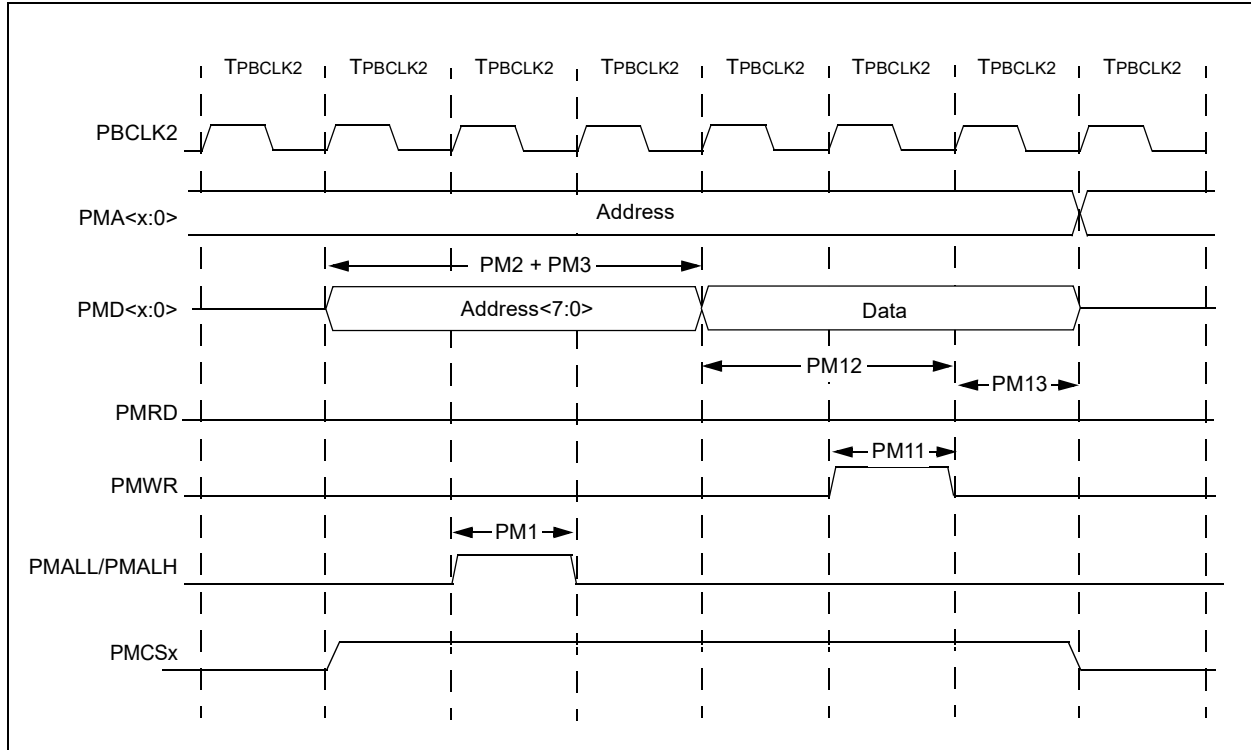 TPBCLK2 TPBCLK2 TPBCLK2 TPBCLK2 TPBCLK2 TPBCLK2 TPBCLK2 TPBCLK2
PBCLK2
PMA<x:0> Address
PM2 + PM3
PMD<x:0> Address<7:0> Data
PM12
PM13
PMRD
PM11
PMWR
PM1
PMALL/PMALH
PMCSx